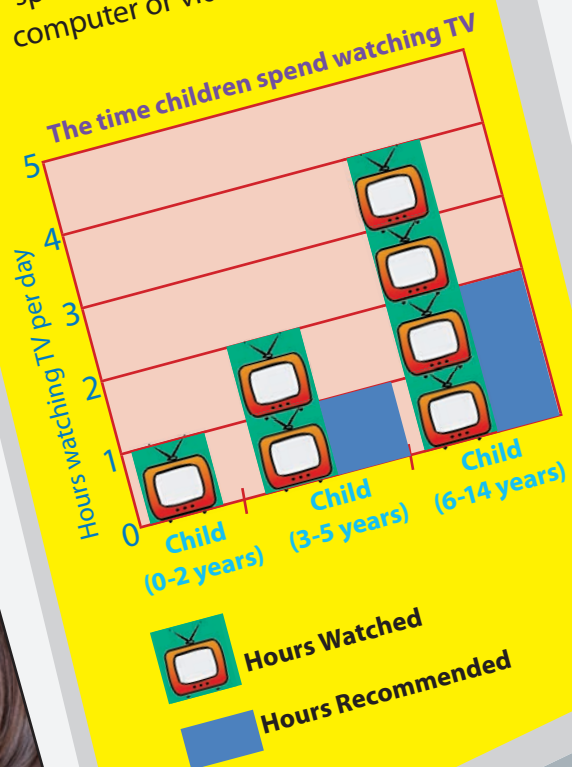 computer or
The time children spend watching TV
Hours watching TV per day
5
4
3
2
1
0
Child
(0-2 years)
Child
(3-5 years)
Child
(6-14 years)
Hours Watched
Hours Recommended